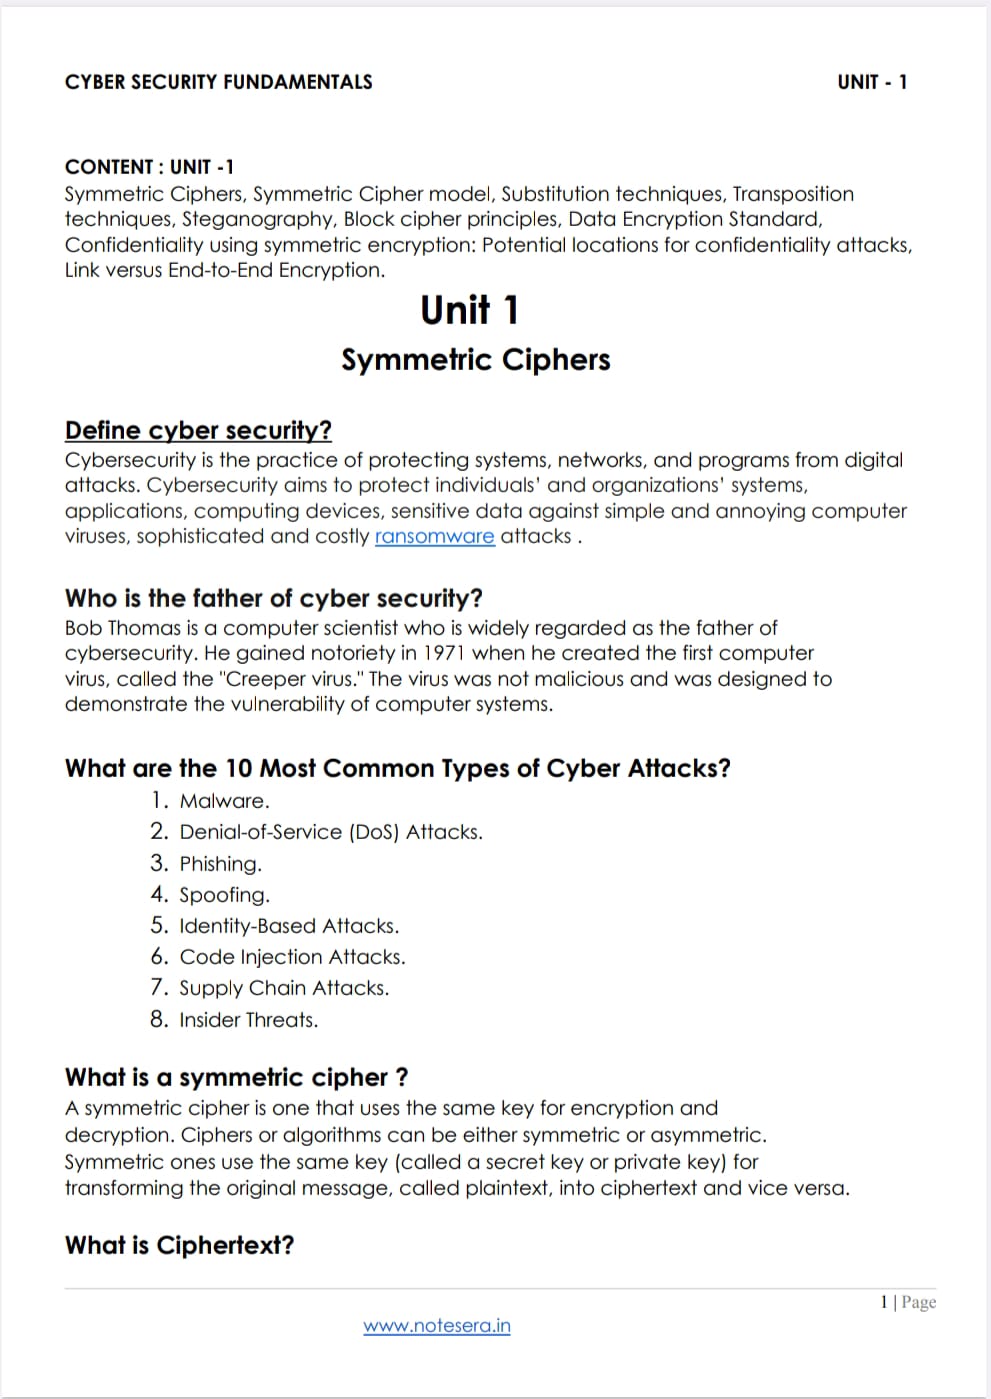 CYBER SECURITY FUNDAMENTALS UNIT - 1
CONTENT : UNIT -1
Symmetric Ciphers, Symmetric Cipher model, Substitution techniques, Transposition
techniques, Steganography, Block cipher principles, Data Encryption Standard,
Confidentiality using symmetric encryption: Potential locations for confidentiality attacks,
Link versus End-to-End Encryption.
Unit 1
Symmetric Ciphers
Define cyber security?
Cybersecurity is the practice of protecting systems, networks, and programs from digital
attacks. Cybersecurity aims to protect individuals' and organizations' systems,
applications, computing devices, sensitive data against simple and annoying computer
viruses, sophisticated and costly ransomware attacks .
Who is the father of cyber security?
Bob Thomas is a computer scientist who is widely regarded as the father of
cybersecurity. He gained notoriety in 1971 when he created the first computer
virus, called the "Creeper virus." The virus was not malicious and was designed to
demonstrate the vulnerability of computer systems.
What are the 10 Most Common Types of Cyber Attacks?
1. Malware.
2. Denial-of-Service (DoS) Attacks.
3. Phishing.
4. Spoofing.
5. Identity-Based Attacks.
6. Code Injection Attacks.
7. Supply Chain Attacks.
8. Insider Threats.
What is a symmetric cipher ?
A symmetric cipher is one that uses the same key for encryption and
decryption. Ciphers or algorithms can be either symmetric or asymmetric.
Symmetric ones use the same key (called a secret key or private key) for
transforming the original message, called plaintext, into ciphertext and vice versa.
What is Ciphertext?
1 | Page
www.notesera.in